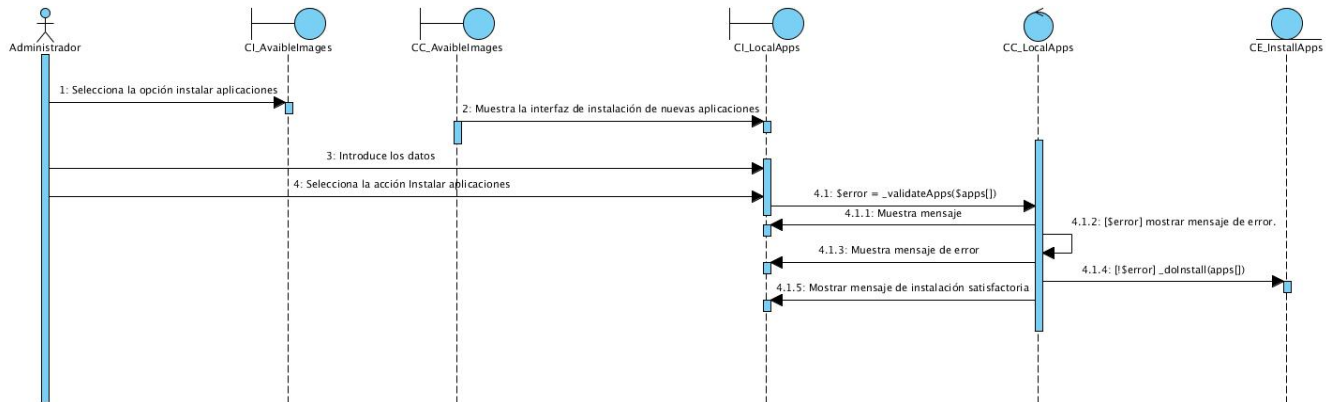 Administrador
CI_AvaibleImages
CC_AvaibleImages
CI_LocalApps
CC_LocalApps
CE_InstallApps
1: Selecciona la opción instalar aplicaciones
2: Muestra la interfaz de instalación de nuevas aplicaciones
3: Introduce los datos
4: Selecciona la acción Instalar aplicaciones
4.1: $error = _validateApps($apps[])
4.1.1: Muestra mensaje
4.1.2: [$error] mostrar mensaje de error.
4.1.3: Muestra mensaje de error
4.1.4: [!$error] _doInstall(apps[])
4.1.5: Mostrar mensaje de instalación satisfactoria